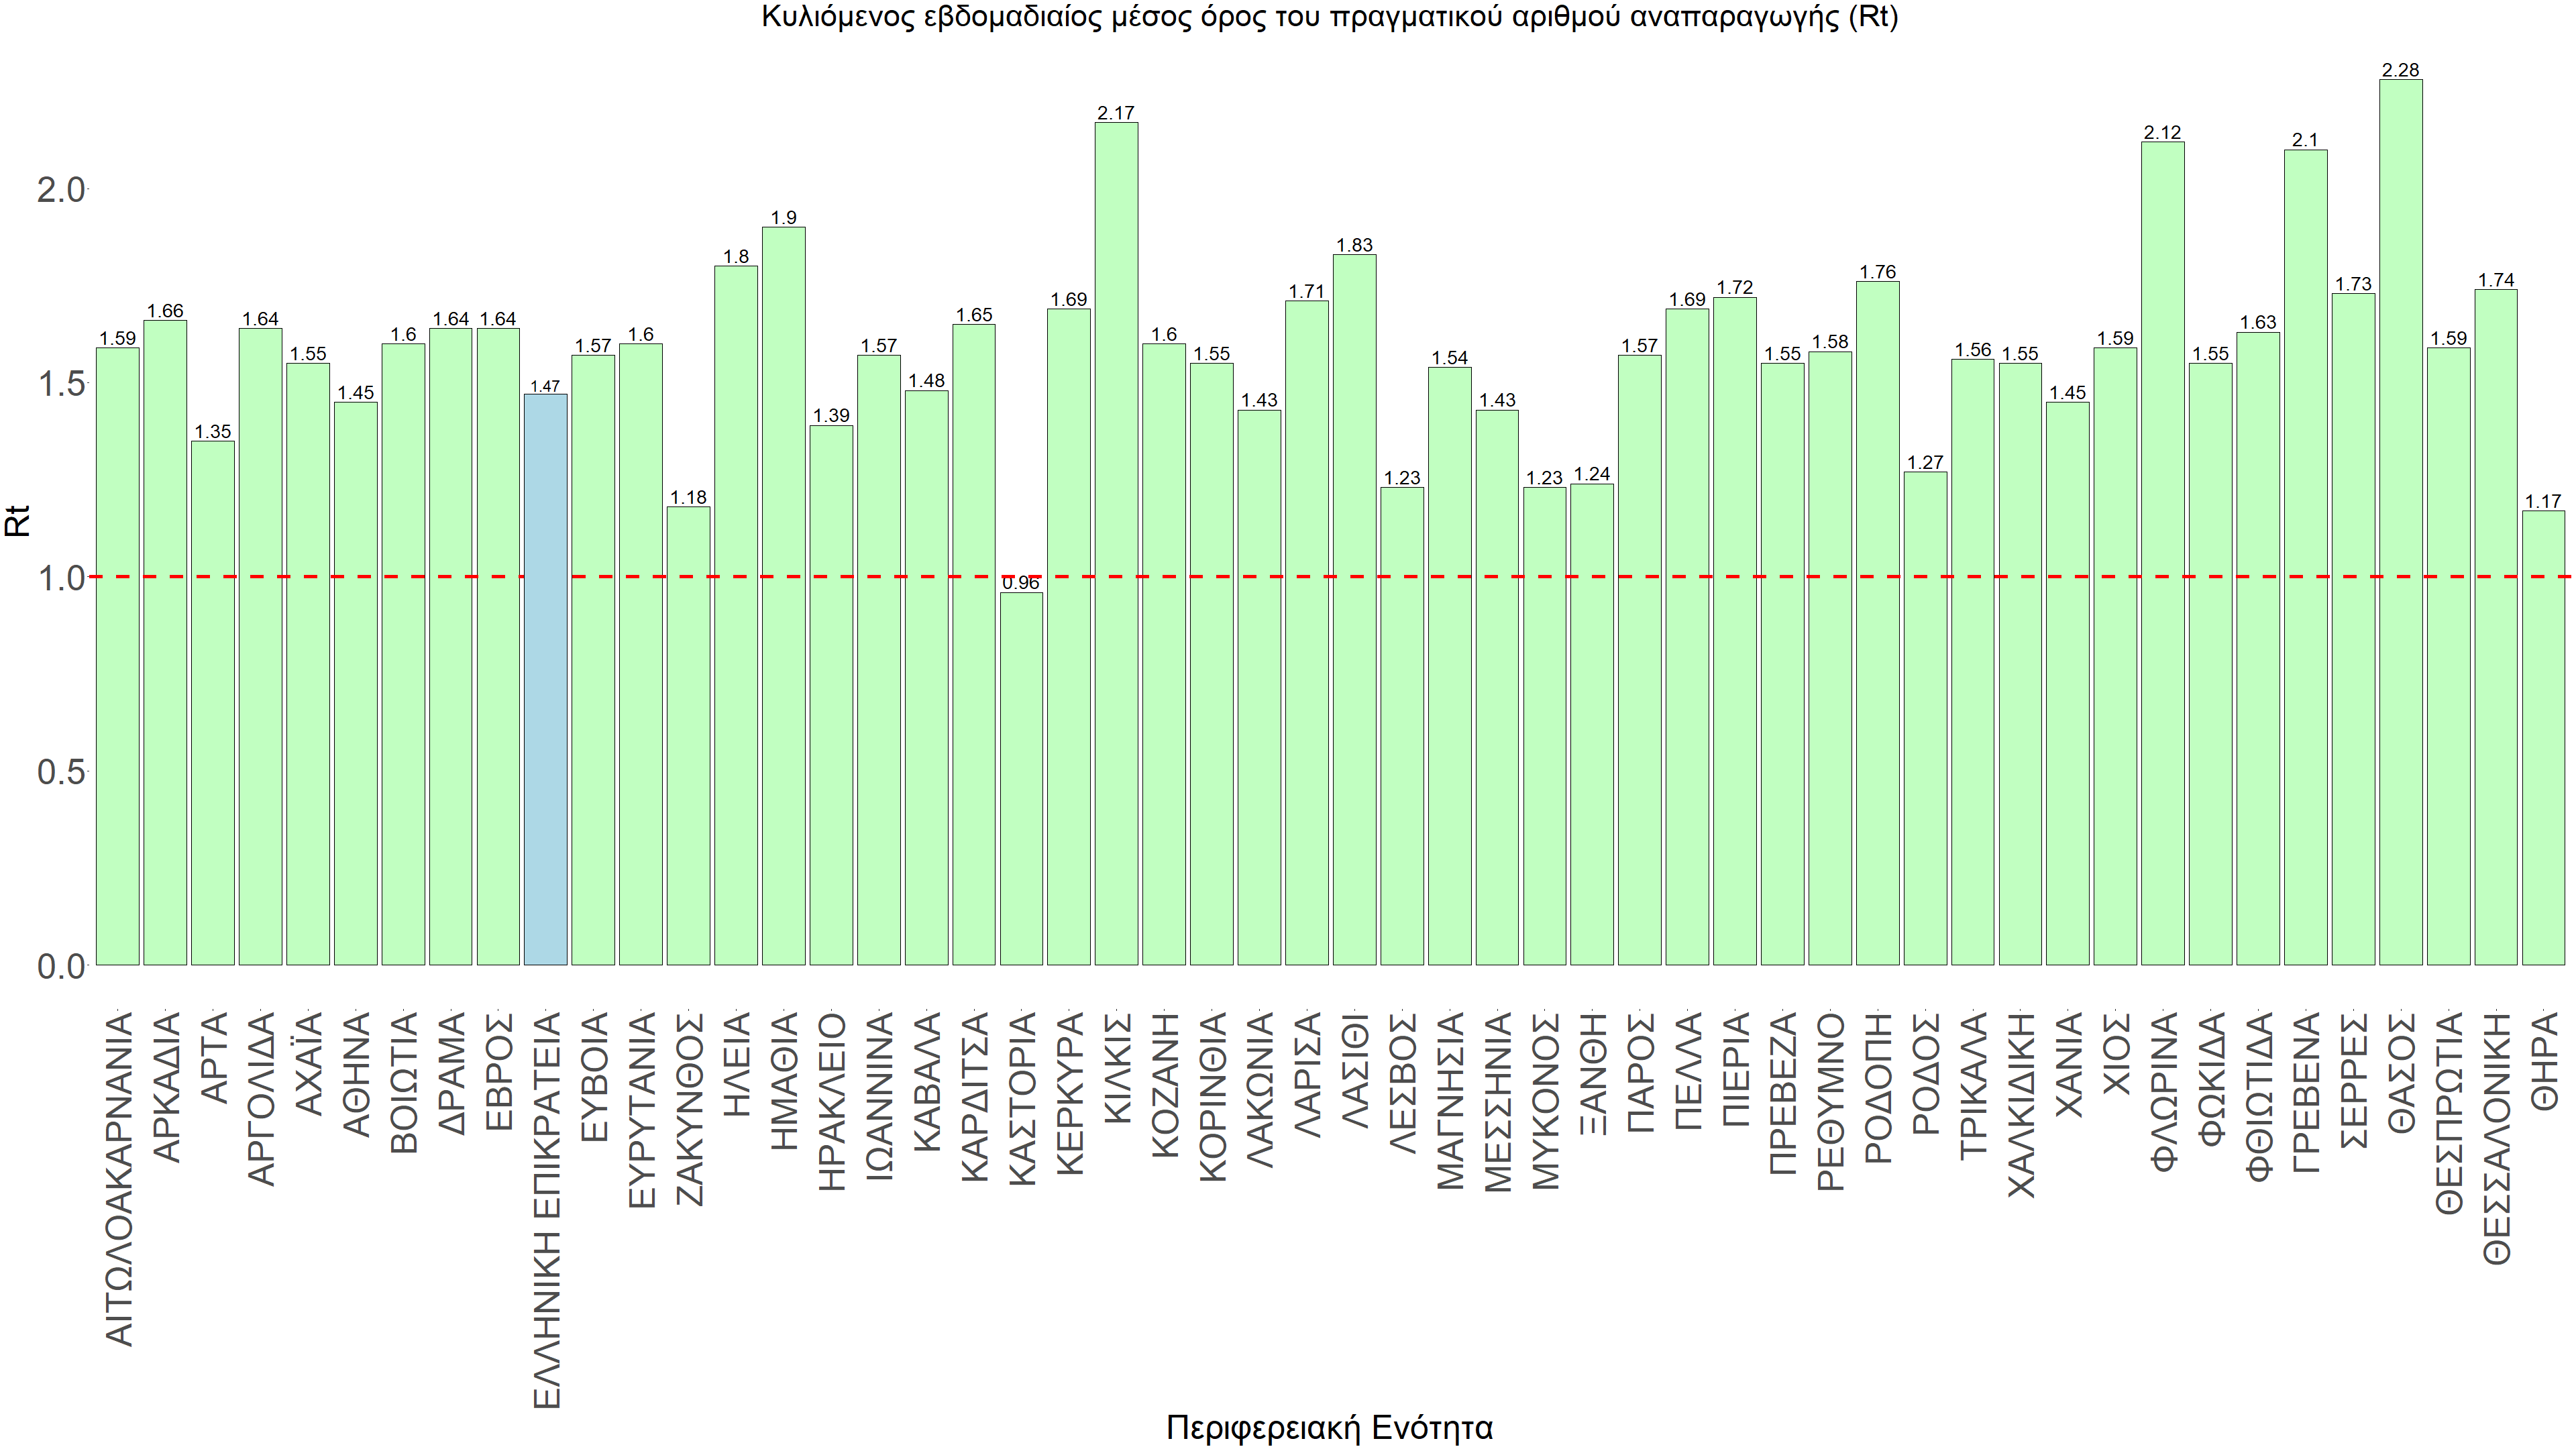 Κυλιόμενος εβδομαδιαίος μέσος όρος του πραγματικού αριθμού αναπαραγωγής (Rt)
Rt
2.0
1.5
1.0
0.5
0.0
1.59
1.66
1.35
1.64
1.55
1.45
1.6
1.64
1.64
1.47
1.57
1.6
1.18
1.8
1.9
1.39
1.57
1.48
1.65
0.96
1.69
2.17
1.6
1.55
1.43
1.71
1.83
1.23
1.54
1.43
1.23
1.24
1.57
1.69
1.72
1.55
1.58
1.76
1.27
1.56
1.55
1.45
1.59
2.12
1.55
1.63
2.1
1.73
2.28
1.59
1.74
1.17
ΑΙΤΩΛΟΑΚΑΡΝΑΝΙΑ
ΑΡΚΑΔΙΑ
ΑΡΤΑ
ΑΡΓΟΛΙΔΑ
ΑΧΑΪΑ
ΑΘΗΝΑ
ΒΟΙΩΤΙΑ
ΔΡΑΜΑ
ΕΒΡΟΣ
ΕΛΛΗΝΙΚΗ ΕΠΙΚΡΑΤΕΙΑ
ΕΥΒΟΙΑ
ΕΥΡΥΤΑΝΙΑ
ΖΑΚΥΝΘΟΣ
ΗΛΕΙΑ
ΗΜΑΘΙΑ
ΗΡΑΚΛΕΙΟ
ΙΩΑΝΝΙΝΑ
ΚΑΒΑΛΑ
ΚΑΡΔΙΤΣΑ
ΚΑΣΤΟΡΙΑ
ΚΕΡΚΥΡΑ
ΚΙΛΚΙΣ
ΚΟΖΑΝΗ
ΚΟΡΙΝΘΙΑ
ΛΑΚΩΝΙΑ
ΛΑΡΙΣΑ
ΛΑΣΙΘΙ
ΛΕΣΒΟΣ
ΜΑΓΝΗΣΙΑ
ΜΕΣΣΗΝΙΑ
ΜΥΚΟΝΟΣ
ΞΑΝΘΗ
ΠΑΡΟΣ
ΠΕΛΛΑ
ΠΙΕΡΙΑ
ΠΡΕΒΕΖΑ
ΡΕΘΥΜΝΟ
ΡΟΔΟΠΗ
ΡΟΔΟΣ
ΤΡΙΚΑΛΑ
ΧΑΛΚΙΔΙΚΗ
ΧΑΝΙΑ
ΧΙΟΣ
ΦΛΩΡΙΝΑ
ΦΩΚΙΔΑ
ΦΘΙΩΤΙΔΑ
ΓΡΕΒΕΝΑ
ΣΕΡΡΕΣ
ΘΑΣΟΣ
ΘΕΣΠΡΩΤΙΑ
ΘΕΣΣΑΛΟΝΙΚΗ
ΘΗΡΑ
Περιφερειακή Ενότητα